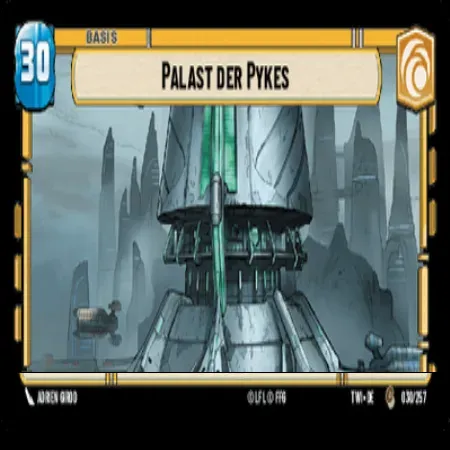 30
BASIS
PALAST DER PYKES
ADRIEN GIROD
© LFL © FFG
TWI • DE
030/257